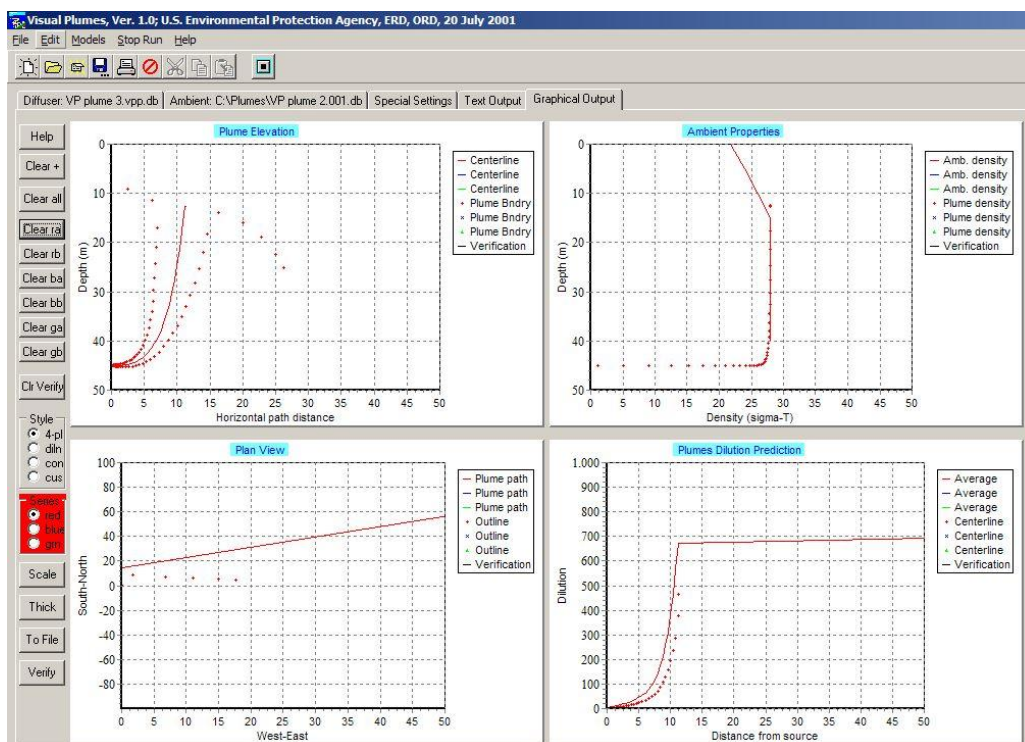 Visual Plumes, Ver. 1.0; U.S. Environmental Protection Agency, ERD, ORD, 20 July 2001
File Edit Models Stop Run Help
Diffuser: VP plume 3.vpp.db Ambient: C:\Plumes\VP plume 2.001.db Special Settings Text Output Graphical Output
Help
Clear +
Clear all
Clear ra
Clear rb
Clear ba
Clear bb
Clear ga
Clear gb
Clr Verify
Style
4-pl
diln
con
cus
Series
red
blue
grn
Scale
Thick
To File
Verify
Plume Elevation
0
10
20
30
40
50
Depth (m)
0 5 10 15 20 25 30 35 40 45 50
Horizontal path distance
Centerline
Centerline
Centerline
Plume Bndry
Plume Bndry
Plume Bndry
Verification
Ambient Properties
0
10
20
30
40
50
Depth (m)
0 5 10 15 20 25 30 35 40 45 50
Density (sigma-T)
Amb. density
Amb. density
Amb. density
Plume density
Plume density
Plume density
Verification
Plan View
100
80
60
40
20
0
-20
-40
-60
-80
South-North
0 5 10 15 20 25 30 35 40 45 50
West-East
Plume path
Plume path
Plume path
Outline
Outline
Outline
Verification
Plumes Dilution Prediction
1.000
900
800
700
600
500
400
300
200
100
0
Dilution
0 5 10 15 20 25 30 35 40 45 50
Distance from source
Average
Average
Average
Centerline
Centerline
Centerline
Verification